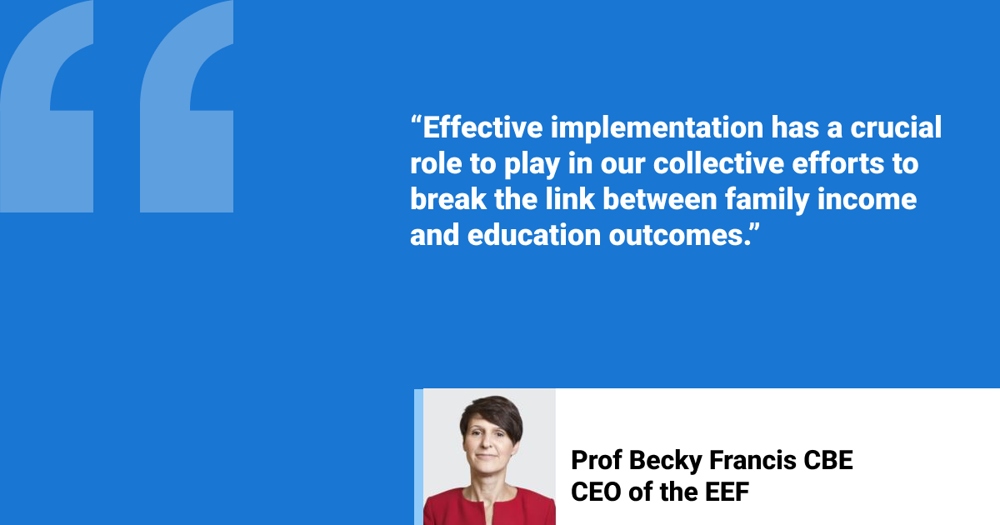 “Effective implementation has a crucial
role to play in our collective efforts to
break the link between family income
and education outcomes.”
Prof Becky Francis CBE
CEO of the EEF